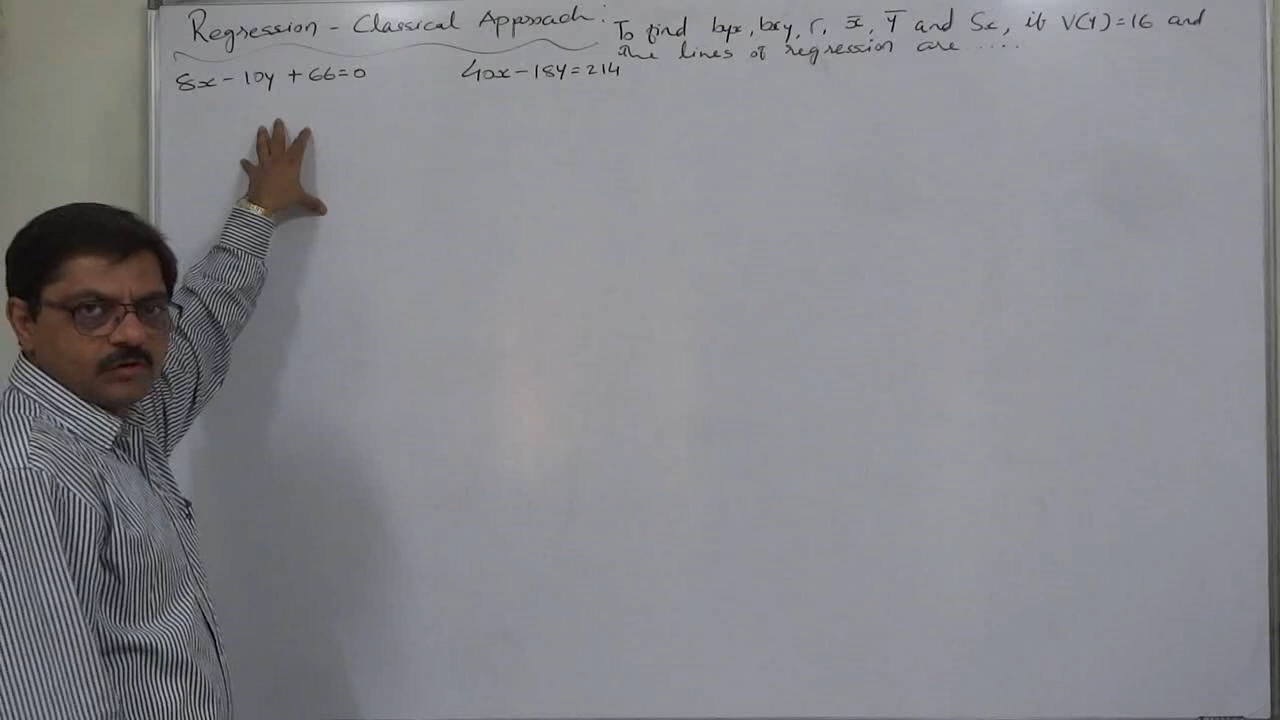 Regression - Classical Approach:
To find byx, bxy, r, x̄, ȳ and Sx, if V(Y)=16 and
the lines of regression are ....
8x - 10y + 66=0
40x - 18y = 214